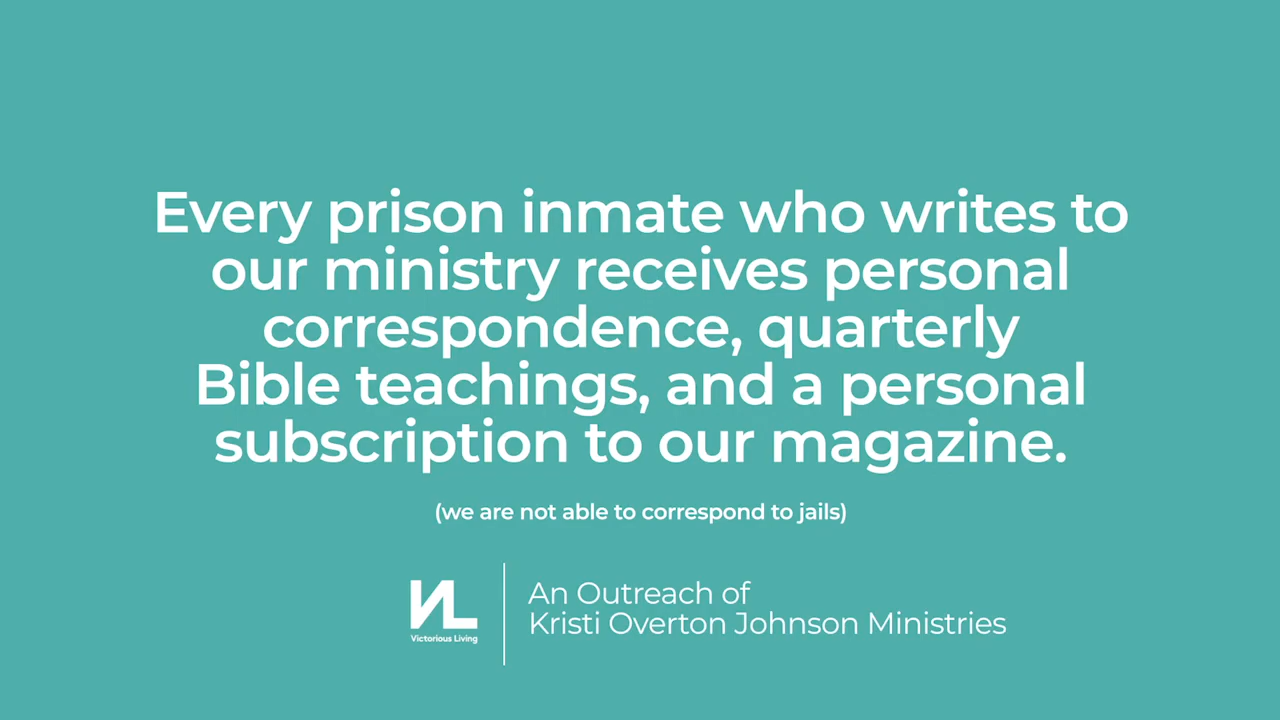 Every prison inmate who writes to
our ministry receives personal
correspondence, quarterly
Bible teachings, and a personal
subscription to our magazine.
(we are not able to correspond to jails)
VL
Victorious Living
An Outreach of
Kristi Overton Johnson Ministries